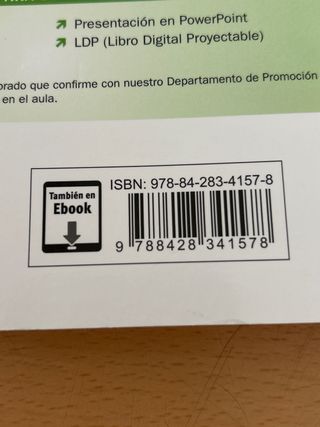 Presentación en PowerPoint
LDP (Libro Digital Proyectable)
orado que confirme con nuestro Departamento de Promoción
en el aula.
ISBN: 978-84-283-4157-8
También en
Ebook
9 788428 341578